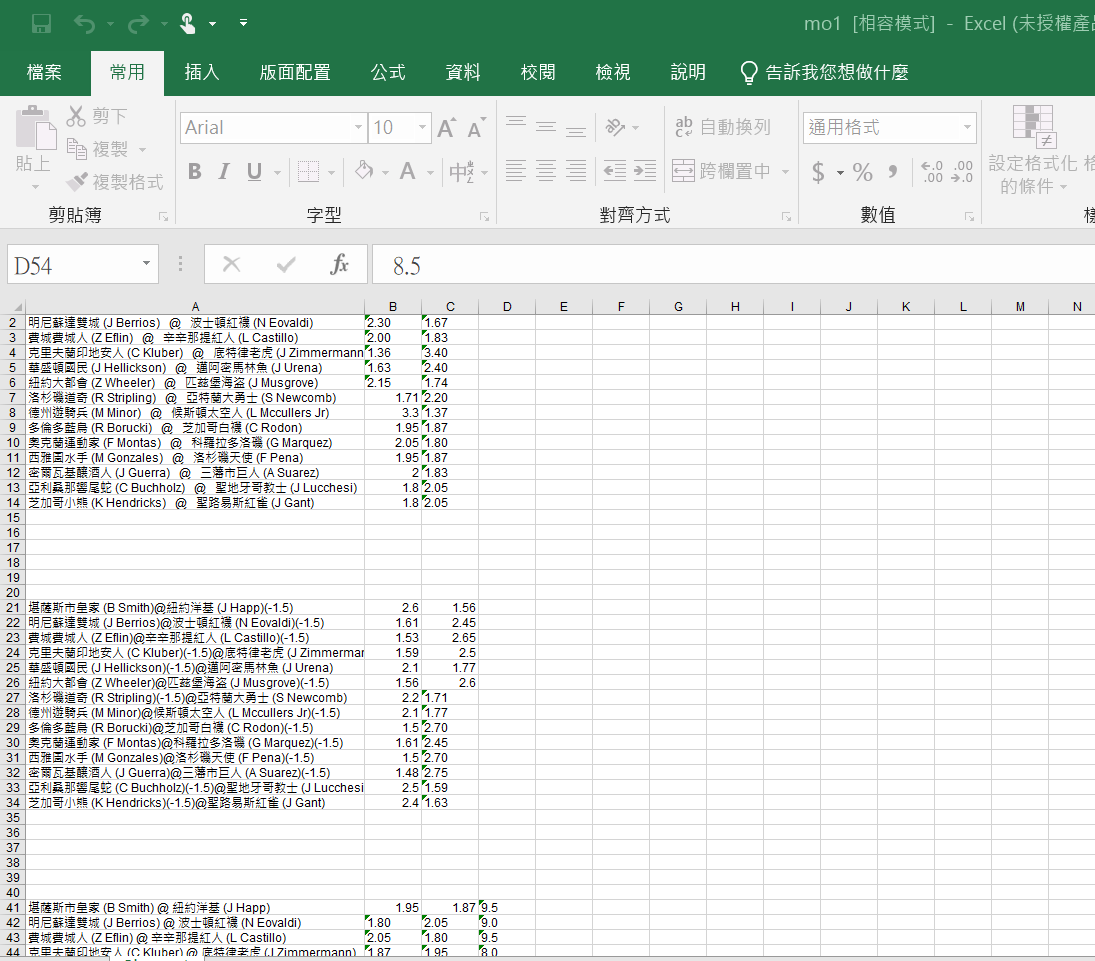 mo1 [相容模式] - Excel (未授權產品
檔案 常用 插入 版面配置 公式 資料 校閱 檢視 說明 告訴我您想做什麼
貼上 剪下 複製 複製格式 剪貼簿
Arial 10 字型
自動換列 跨欄置中 對齊方式
通用格式 數值
設定格式化的條件
D54 fx 8.5
A B C D E F G H I J K L M N
2 明尼蘇達雙城 (J Berrios) @ 波士頓紅襪 (N Eovaldi) 2.30 1.67
3 費城費城人 (Z Eflin) @ 辛辛那提紅人 (L Castillo) 2.00 1.83
4 克里夫蘭印地安人 (C Kluber) @ 底特律老虎 (J Zimmermann 1.36 3.40
5 華盛頓國民 (J Hellickson) @ 邁阿密馬林魚 (J Urena) 1.63 2.40
6 紐約大都會 (Z Wheeler) @ 匹茲堡海盜 (J Musgrove) 2.15 1.74
7 洛杉磯道奇 (R Stripling) @ 亞特蘭大勇士 (S Newcomb) 1.71 2.20
8 德州遊騎兵 (M Minor) @ 候斯頓太空人 (L Mccullers Jr) 3.3 1.37
9 多倫多藍鳥 (R Borucki) @ 芝加哥白襪 (C Rodon) 1.95 1.87
10 奧克蘭運動家 (F Montas) @ 科羅拉多洛磯 (G Marquez) 2.05 1.80
11 西雅圖水手 (M Gonzales) @ 洛杉磯天使 (F Pena) 1.95 1.87
12 密爾瓦基釀酒人 (J Guerra) @ 三藩市巨人 (A Suarez) 2 1.83
13 亞利桑那響尾蛇 (C Buchholz) @ 聖地牙哥教士 (J Lucchesi) 1.8 2.05
14 芝加哥小熊 (K Hendricks) @ 聖路易斯紅雀 (J Gant) 1.8 2.05
15
16
17
18
19
20
21 堪薩斯市皇家 (B Smith)@紐約洋基 (J Happ)(-1.5) 2.6 1.56
22 明尼蘇達雙城 (J Berrios)@波士頓紅襪 (N Eovaldi)(-1.5) 1.61 2.45
23 費城費城人 (Z Eflin)@辛辛那提紅人 (L Castillo)(-1.5) 1.53 2.65
24 克里夫蘭印地安人 (C Kluber)(-1.5)@底特律老虎 (J Zimmermar 1.59 2.5
25 華盛頓國民 (J Hellickson)(-1.5)@邁阿密馬林魚 (J Urena) 2.1 1.77
26 紐約大都會 (Z Wheeler)@匹茲堡海盜 (J Musgrove)(-1.5) 1.56 2.6
27 洛杉磯道奇 (R Stripling)(-1.5)@亞特蘭大勇士 (S Newcomb) 2.2 1.71
28 德州遊騎兵 (M Minor)@候斯頓太空人 (L Mccullers Jr)(-1.5) 2.1 1.77
29 多倫多藍鳥 (R Borucki)@芝加哥白襪 (C Rodon)(-1.5) 1.5 2.70
30 奧克蘭運動家 (F Montas)@科羅拉多洛磯 (G Marquez)(-1.5) 1.61 2.45
31 西雅圖水手 (M Gonzales)@洛杉磯天使 (F Pena)(-1.5) 1.5 2.70
32 密爾瓦基釀酒人 (J Guerra)@三藩市巨人 (A Suarez)(-1.5) 1.48 2.75
33 亞利桑那響尾蛇 (C Buchholz)(-1.5)@聖地牙哥教士 (J Lucchesi 2.5 1.59
34 芝加哥小熊 (K Hendricks)(-1.5)@聖路易斯紅雀 (J Gant) 2.4 1.63
35
36
37
38
39
40
41 堪薩斯市皇家 (B Smith) @ 紐約洋基 (J Happ) 1.95 1.87 9.5
42 明尼蘇達雙城 (J Berrios) @ 波士頓紅襪 (N Eovaldi) 1.80 2.05 9.0
43 費城費城人 (Z Eflin) @ 辛辛那提紅人 (L Castillo) 2.05 1.80 9.5
44 克里夫蘭印地安人 (C Kluber) @ 底特律老虎 (J Zimmermann) 1.87 1.95 8.0